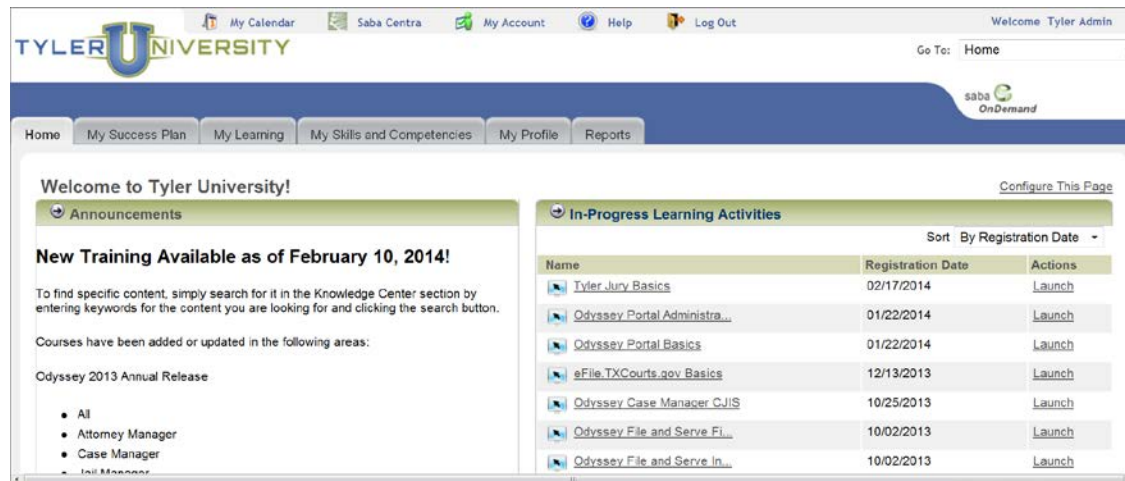 My Calendar Saba Centra My Account Help Log Out Welcome Tyler Admin
TYLER UNIVERSITY
Go To: Home
saba
OnDemand
Home My Success Plan My Learning My Skills and Competencies My Profile Reports
Welcome to Tyler University!
Configure This Page
Announcements
New Training Available as of February 10, 2014!
To find specific content, simply search for it in the Knowledge Center section by
entering keywords for the content you are looking for and clicking the search button.
Courses have been added or updated in the following areas:
Odyssey 2013 Annual Release
All
Attorney Manager
Case Manager
Jail Manager
In-Progress Learning Activities
Sort By Registration Date
Name Registration Date Actions
Tyler Jury Basics 02/17/2014 Launch
Odyssey Portal Administra... 01/22/2014 Launch
Odyssey Portal Basics 01/22/2014 Launch
eFile.TXCourts.gov Basics 12/13/2013 Launch
Odyssey Case Manager CJIS 10/25/2013 Launch
Odyssey File and Serve Fi... 10/02/2013 Launch
Odyssey File and Serve In... 10/02/2013 Launch